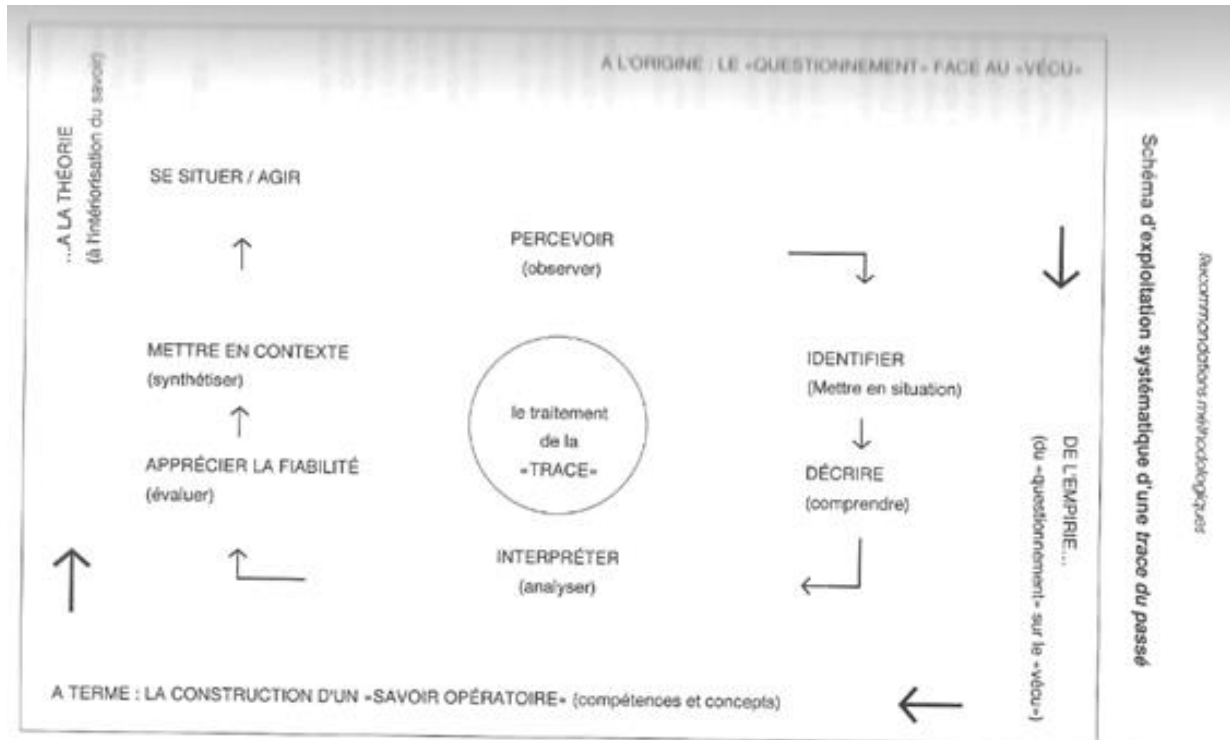 Recommandations méthodologiques
Schéma d'exploitation systématique d'une trace du passé
A L'ORIGINE : LE «QUESTIONNEMENT» FACE AU «VÉCU»
DE L'EMPIRIE...
(du «questionnement» sur le «vécu»)
PERCEVOIR
(observer)
IDENTIFIER
(Mettre en situation)
DÉCRIRE
(comprendre)
INTERPRÉTER
(analyser)
APPRÉCIER LA FIABILITÉ
(évaluer)
METTRE EN CONTEXTE
(synthétiser)
SE SITUER / AGIR
le traitement
de la
«TRACE»
...A LA THÉORIE
(à l'intériorisation du savoir)
A TERME : LA CONSTRUCTION D'UN «SAVOIR OPÉRATOIRE» (compétences et concepts)